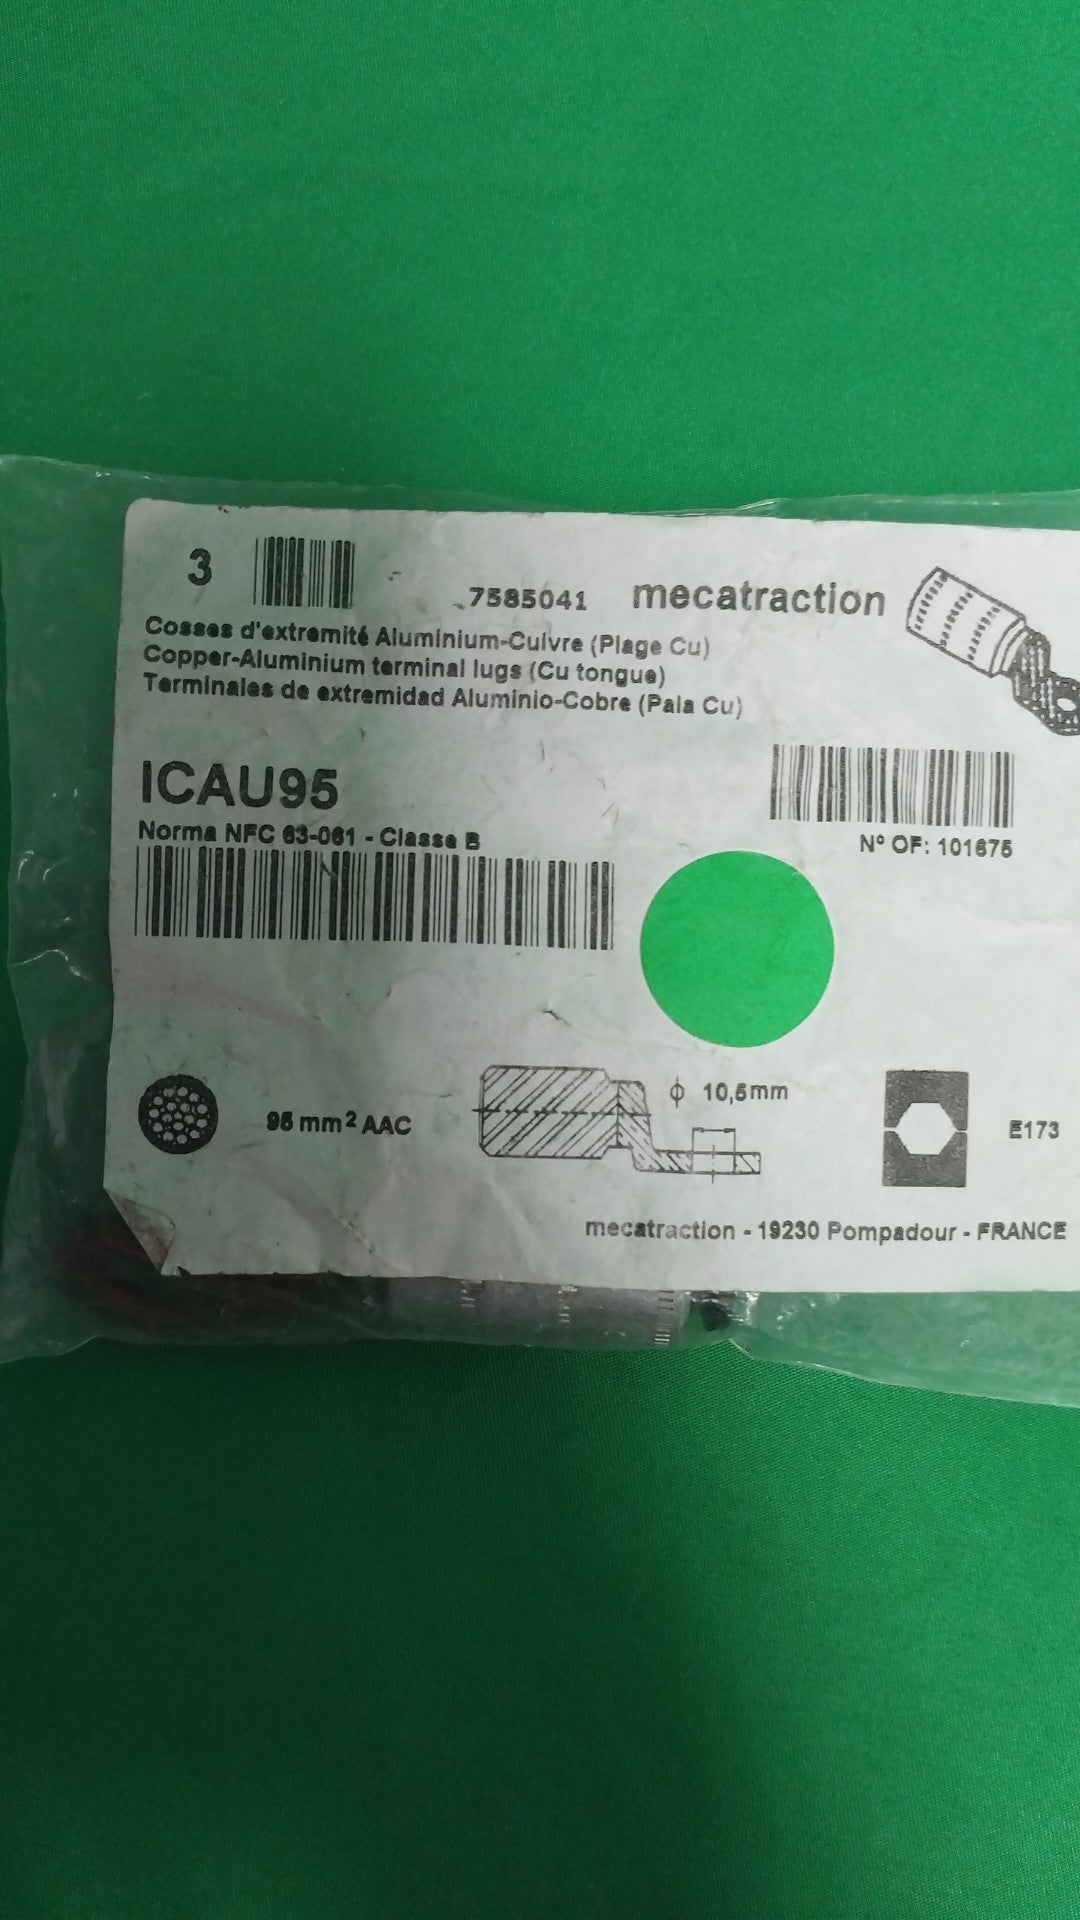 3
7585041 mecatraction
Cosses d'extremité Aluminium-Cuivre (Plage Cu)
Copper-Aluminium terminal lugs (Cu tongue)
Terminales de extremidad Aluminio-Cobre (Pala Cu)
ICAU95
Norma NFC 63-061 - Classe B
N° OF: 101675
95 mm² AAC
ϕ 10,5mm
E173
mecatraction - 19230 Pompadour - FRANCE